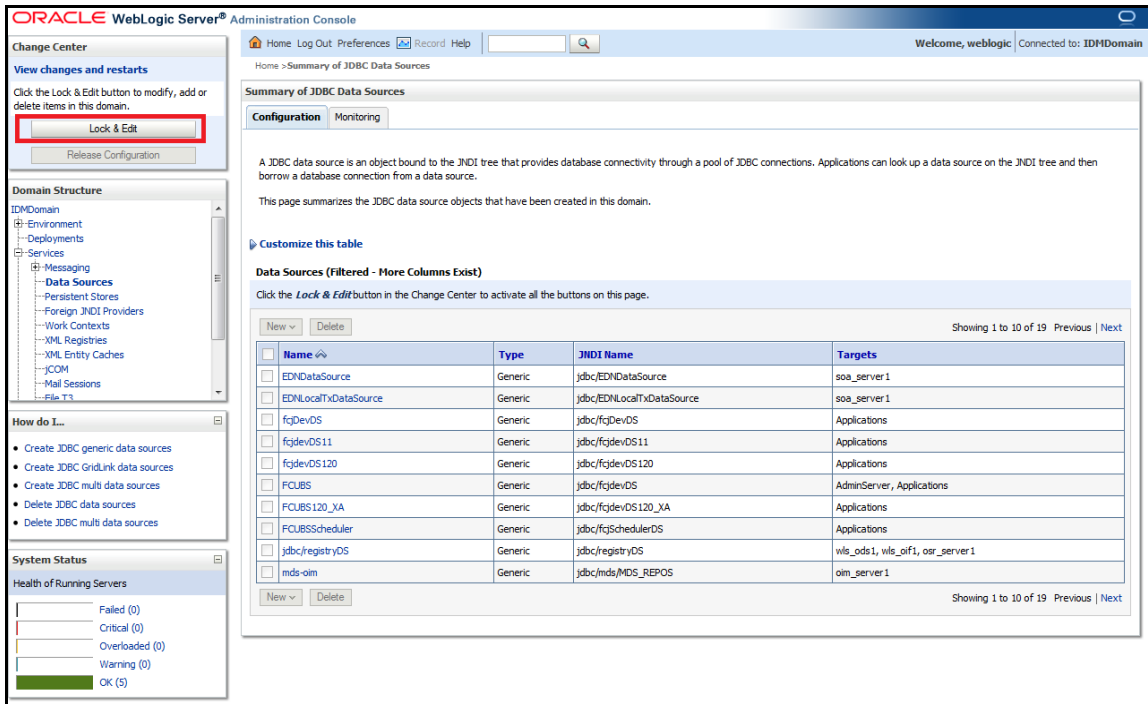 ORACLE WebLogic Server® Administration Console
Change Center
View changes and restarts
Click the Lock & Edit button to modify, add or
delete items in this domain.
Lock & Edit
Release Configuration
Domain Structure
IDMDomain
Environment
Deployments
Services
Messaging
Data Sources
Persistent Stores
Foreign JNDI Providers
Work Contexts
XML Registries
XML Entity Caches
jCOM
Mail Sessions
File T3
How do I...
Create JDBC generic data sources
Create JDBC GridLink data sources
Create JDBC multi data sources
Delete JDBC data sources
Delete JDBC multi data sources
System Status
Health of Running Servers
Failed (0)
Critical (0)
Overloaded (0)
Warning (0)
OK (5)
Home Log Out Preferences Record Help
Welcome, weblogic Connected to: IDMDomain
Home >Summary of JDBC Data Sources
Summary of JDBC Data Sources
Configuration Monitoring
A JDBC data source is an object bound to the JNDI tree that provides database connectivity through a pool of JDBC connections. Applications can look up a data source on the JNDI tree and then
borrow a database connection from a data source.
This page summarizes the JDBC data source objects that have been created in this domain.
Customize this table
Data Sources (Filtered - More Columns Exist)
Click the Lock & Edit button in the Change Center to activate all the buttons on this page.
New Delete Showing 1 to 10 of 19 Previous | Next
Name Type JNDI Name Targets
EDNDataSource Generic jdbc/EDNDataSource soa_server1
EDNLocalTxDataSource Generic jdbc/EDNLocalTxDataSource soa_server1
fcjDevDS Generic jdbc/fcjDevDS Applications
fcjdevDS11 Generic jdbc/fcjdevDS11 Applications
fcjdevDS120 Generic jdbc/fcjdevDS120 Applications
FCUBS Generic jdbc/fcjdevDS AdminServer, Applications
FCUBS120_XA Generic jdbc/fcjdevDS120_XA Applications
FCUBSScheduler Generic jdbc/fcjSchedulerDS Applications
jdbc/registryDS Generic jdbc/registryDS wls_ods1, wls_oif1, osr_server1
mds-oim Generic jdbc/mds/MDS_REPOS oim_server1
New Delete Showing 1 to 10 of 19 Previous | Next